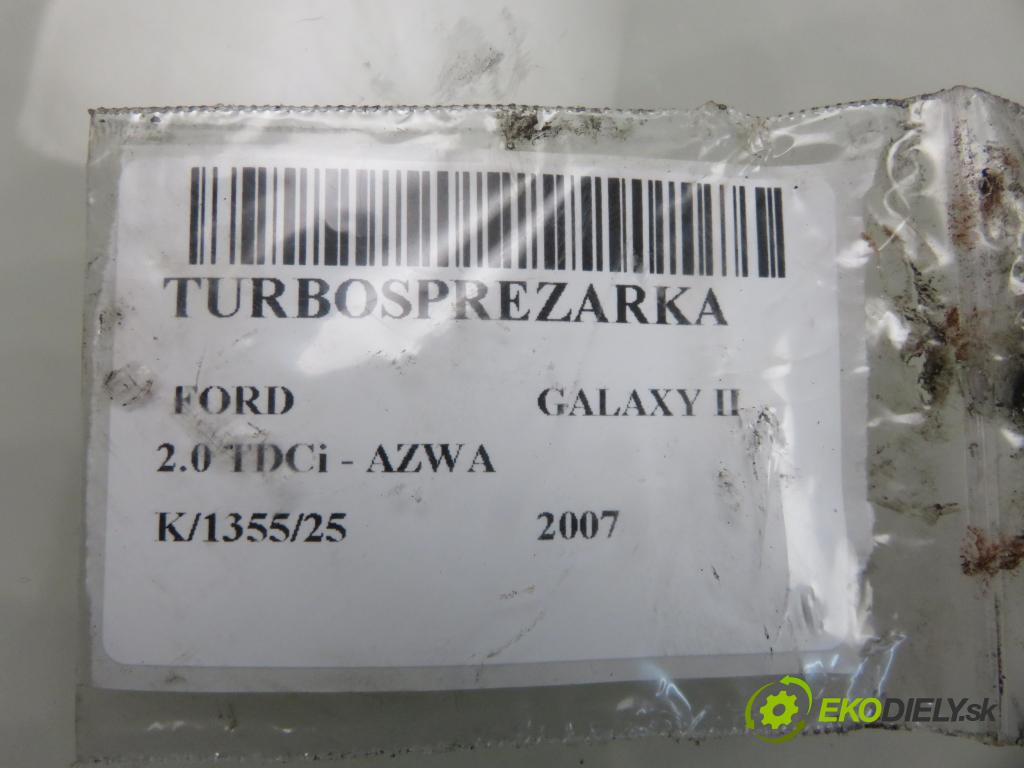 TURBOSPREZARKA
FORD GALAXY II
2.0 TDCi - AZWA
K/1355/25 2007
EKODIELY.sk